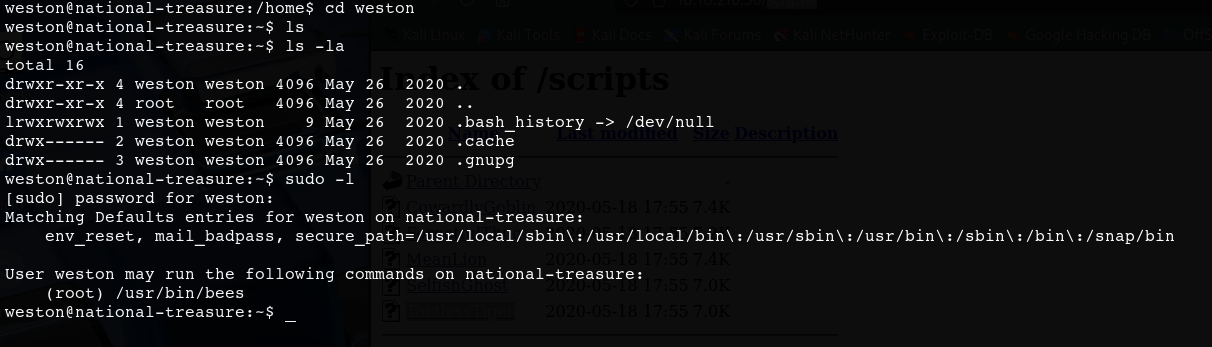 weston@national-treasure:/home$ cd weston
weston@national-treasure:~$ ls
weston@national-treasure:~$ ls -la
total 16
drwxr-xr-x 4 weston weston 4096 May 26  2020 .
drwxr-xr-x 4 root   root   4096 May 26  2020 ..
lrwxrwxrwx 1 weston weston    9 May 26  2020 .bash_history -> /dev/null
drwx------ 2 weston weston 4096 May 26  2020 .cache
drwx------ 3 weston weston 4096 May 26  2020 .gnupg
weston@national-treasure:~$ sudo -l
[sudo] password for weston:
Matching Defaults entries for weston on national-treasure:
    env_reset, mail_badpass, secure_path=/usr/local/sbin\:/usr/local/bin\:/usr/sbin\:/usr/bin\:/sbin\:/bin\:/snap/bin

User weston may run the following commands on national-treasure:
    (root) /usr/bin/bees
weston@national-treasure:~$ _
Kali Linux Kali Tools Kali Docs Kali Forums Kali NetHunter Exploit-DB Google Hacking DB
Index of /scripts
Name Last modified Size Description
Parent Directory -
CowardlyGoblin 2020-05-18 17:55 7.4K
MeanLion 2020-05-18 17:55 7.4K
SelfishGhost 2020-05-18 17:55 7.0K
2020-05-18 17:55 7.0K